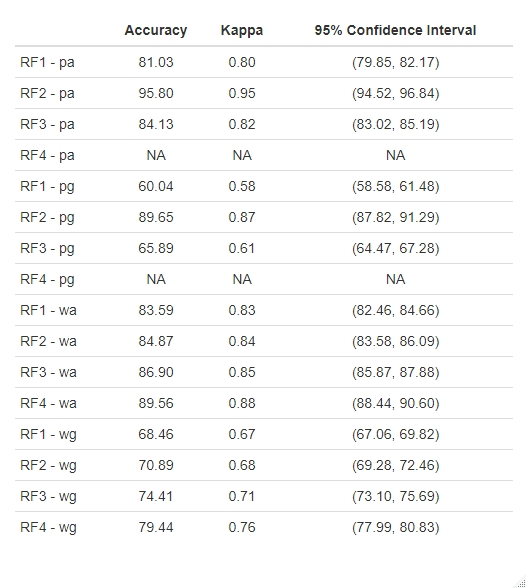 Accuracy Kappa 95% Confidence Interval
RF1 - pa 81.03 0.80 (79.85, 82.17)
RF2 - pa 95.80 0.95 (94.52, 96.84)
RF3 - pa 84.13 0.82 (83.02, 85.19)
RF4 - pa NA NA NA
RF1 - pg 60.04 0.58 (58.58, 61.48)
RF2 - pg 89.65 0.87 (87.82, 91.29)
RF3 - pg 65.89 0.61 (64.47, 67.28)
RF4 - pg NA NA NA
RF1 - wa 83.59 0.83 (82.46, 84.66)
RF2 - wa 84.87 0.84 (83.58, 86.09)
RF3 - wa 86.90 0.85 (85.87, 87.88)
RF4 - wa 89.56 0.88 (88.44, 90.60)
RF1 - wg 68.46 0.67 (67.06, 69.82)
RF2 - wg 70.89 0.68 (69.28, 72.46)
RF3 - wg 74.41 0.71 (73.10, 75.69)
RF4 - wg 79.44 0.76 (77.99, 80.83)